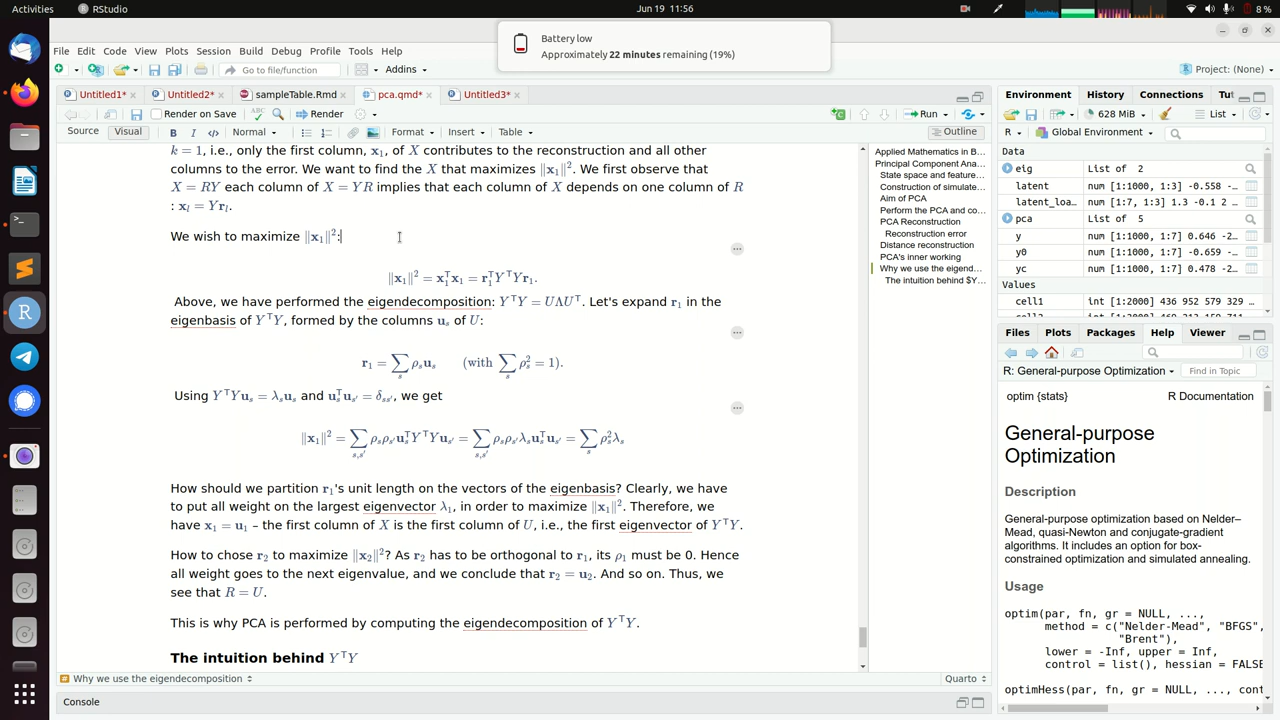 Activities RStudio Jun 19 11:56 8 %
Battery low
Approximately 22 minutes remaining (19%)
File Edit Code View Plots Session Build Debug Profile Tools Help
Go to file/function Addins Project: (None)
Untitled1* × Untitled2* × sampleTable.Rmd × pca.qmd* × Untitled3* ×
Render on Save ABC Render Run
Source Visual B I </> Normal Format Insert Table Outline
k = 1, i.e., only the first column, x₁, of X contributes to the reconstruction and all other
columns to the error. We want to find the X that maximizes ‖x₁‖². We first observe that
X = RY each column of X = YR implies that each column of X depends on one column of R
: xₗ = Yrₗ.
We wish to maximize ‖x₁‖²:
‖x₁‖² = x₁ᵀx₁ = r₁ᵀYᵀYr₁.
Above, we have performed the eigendecomposition: YᵀY = UΛUᵀ. Let's expand r₁ in the
eigenbasis of YᵀY, formed by the columns uₛ of U:
r₁ = ∑ₛ ρₛuₛ (with ∑ₛ ρₛ² = 1).
Using YᵀYuₛ = λₛuₛ and uₛᵀuₛ′ = δₛₛ′, we get
‖x₁‖² = ∑ₛ,ₛ′ ρₛρₛ′uₛᵀYᵀYuₛ′ = ∑ₛ,ₛ′ ρₛρₛ′λₛuₛᵀuₛ′ = ∑ₛ ρₛ²λₛ
How should we partition r₁'s unit length on the vectors of the eigenbasis? Clearly, we have
to put all weight on the largest eigenvector λ₁, in order to maximize ‖x₁‖². Therefore, we
have x₁ = u₁ – the first column of X is the first column of U, i.e., the first eigenvector of YᵀY.
How to chose r₂ to maximize ‖x₂‖²? As r₂ has to be orthogonal to r₁, its ρ₁ must be 0. Hence
all weight goes to the next eigenvalue, and we conclude that r₂ = u₂. And so on. Thus, we
see that R = U.
This is why PCA is performed by computing the eigendecomposition of YᵀY.
The intuition behind YᵀY
Why we use the eigendecomposition Quarto
Console
Applied Mathematics in B...
Principal Component Ana...
State space and feature...
Construction of simulate...
Aim of PCA
Perform the PCA and co...
PCA Reconstruction
Reconstruction error
Distance reconstruction
PCA's inner working
Why we use the eigend...
The intuition behind $Y...
Environment History Connections Tut
628 MiB List
R Global Environment
Data
eig List of 2
latent num [1:1000, 1:3] -0.558 -...
latent_loa... num [1:7, 1:3] 1.3 -0.1 2 ...
pca List of 5
y num [1:1000, 1:7] 0.646 -2...
y0 num [1:1000, 1:7] -0.659 -...
yc num [1:1000, 1:7] 0.478 -2...
Values
cell1 int [1:2000] 436 952 579 329 ...
Files Plots Packages Help Viewer
R: General-purpose Optimization Find in Topic
optim {stats} R Documentation
General-purpose
Optimization
Description
General-purpose optimization based on Nelder–
Mead, quasi-Newton and conjugate-gradient
algorithms. It includes an option for box-
constrained optimization and simulated annealing.
Usage
optim(par, fn, gr = NULL, ...,
method = c("Nelder-Mead", "BFGS",
"Brent"),
lower = -Inf, upper = Inf,
control = list(), hessian = FALSE
optimHess(par, fn, gr = NULL, ..., cont